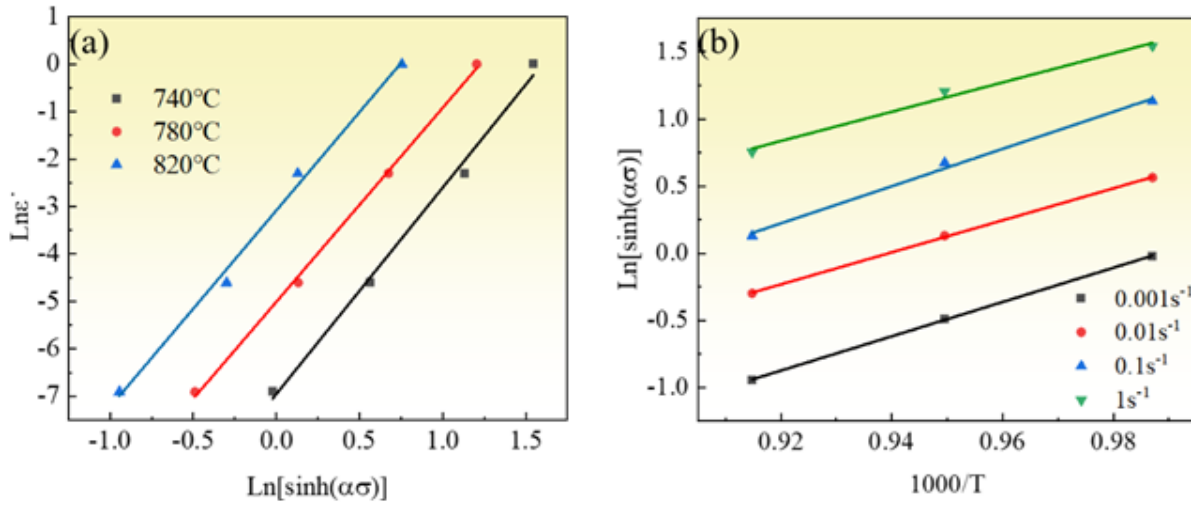 (a)
1
0
-1
-2
-3
-4
-5
-6
-7
Lnε˙
740°C
780°C
820°C
-1.0 -0.5 0.0 0.5 1.0 1.5
Ln[sinh(ασ)]
(b)
1.5
1.0
0.5
0.0
-0.5
-1.0
Ln[sinh(ασ)]
0.001s⁻¹
0.01s⁻¹
0.1s⁻¹
1s⁻¹
0.92 0.94 0.96 0.98
1000/T